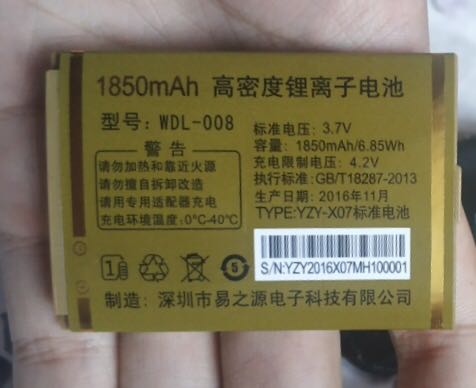 1850mAh 高密度锂离子电池
型号：WDL-008
警告
请勿加热和靠近火源
请勿擅自拆卸改造
请用专用适配器充电
充电环境温度：0°C-40°C
标准电压：3.7V
容量：1850mAh/6.85Wh
充电限制电压：4.2V
执行标准：GB/T18287-2013
生产日期：2016年11月
TYPE:YZY-X07标准电池
S/N:YZY2016X07MH100001
5
制造：深圳市易之源电子科技有限公司